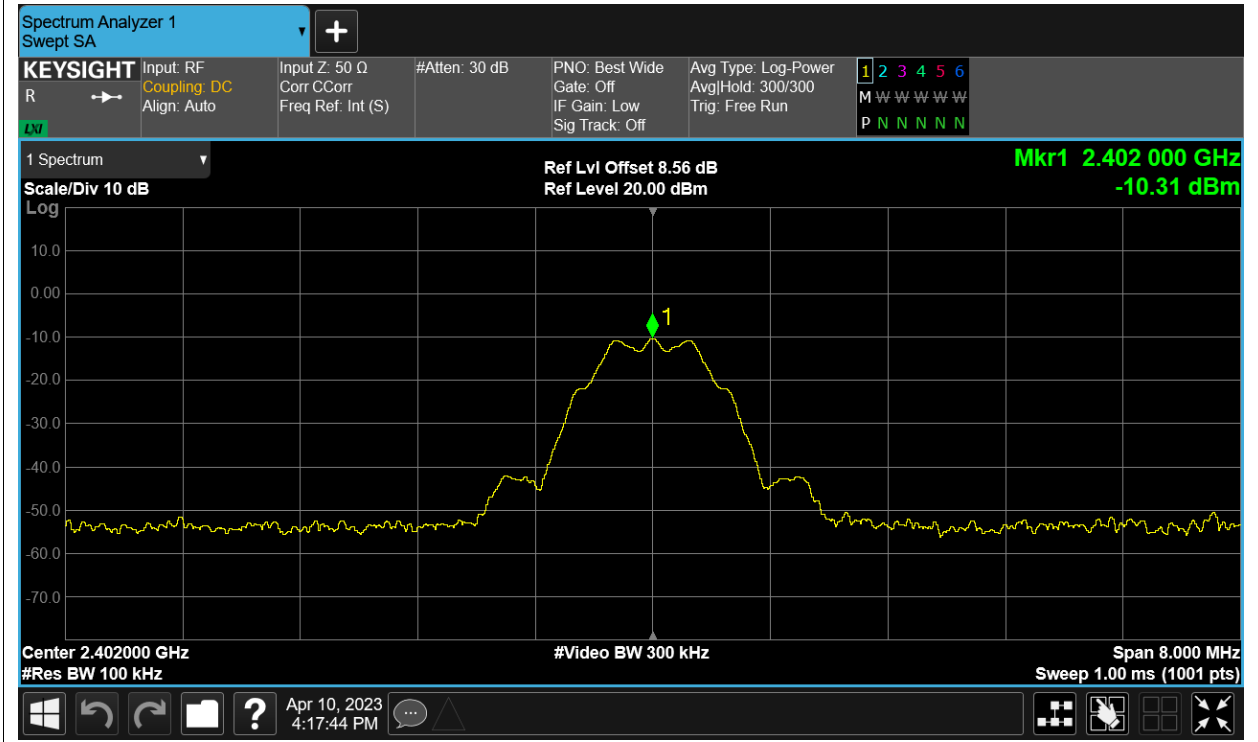 Spectrum Analyzer 1
Swept SA
KEYSIGHT
R
LXI
Input: RF
Coupling: DC
Align: Auto
Input Z: 50 Ω
Corr CCorr
Freq Ref: Int (S)
#Atten: 30 dB
PNO: Best Wide
Gate: Off
IF Gain: Low
Sig Track: Off
Avg Type: Log-Power
Avg|Hold: 300/300
Trig: Free Run
1 2 3 4 5 6
M W W W W W
P N N N N N
1 Spectrum
Scale/Div 10 dB
Log
Ref Lvl Offset 8.56 dB
Ref Level 20.00 dBm
Mkr1 2.402 000 GHz
-10.31 dBm
10.0
0.00
-10.0
-20.0
-30.0
-40.0
-50.0
-60.0
-70.0
1
Center 2.402000 GHz
#Res BW 100 kHz
#Video BW 300 kHz
Span 8.000 MHz
Sweep 1.00 ms (1001 pts)
?
Apr 10, 2023
4:17:44 PM